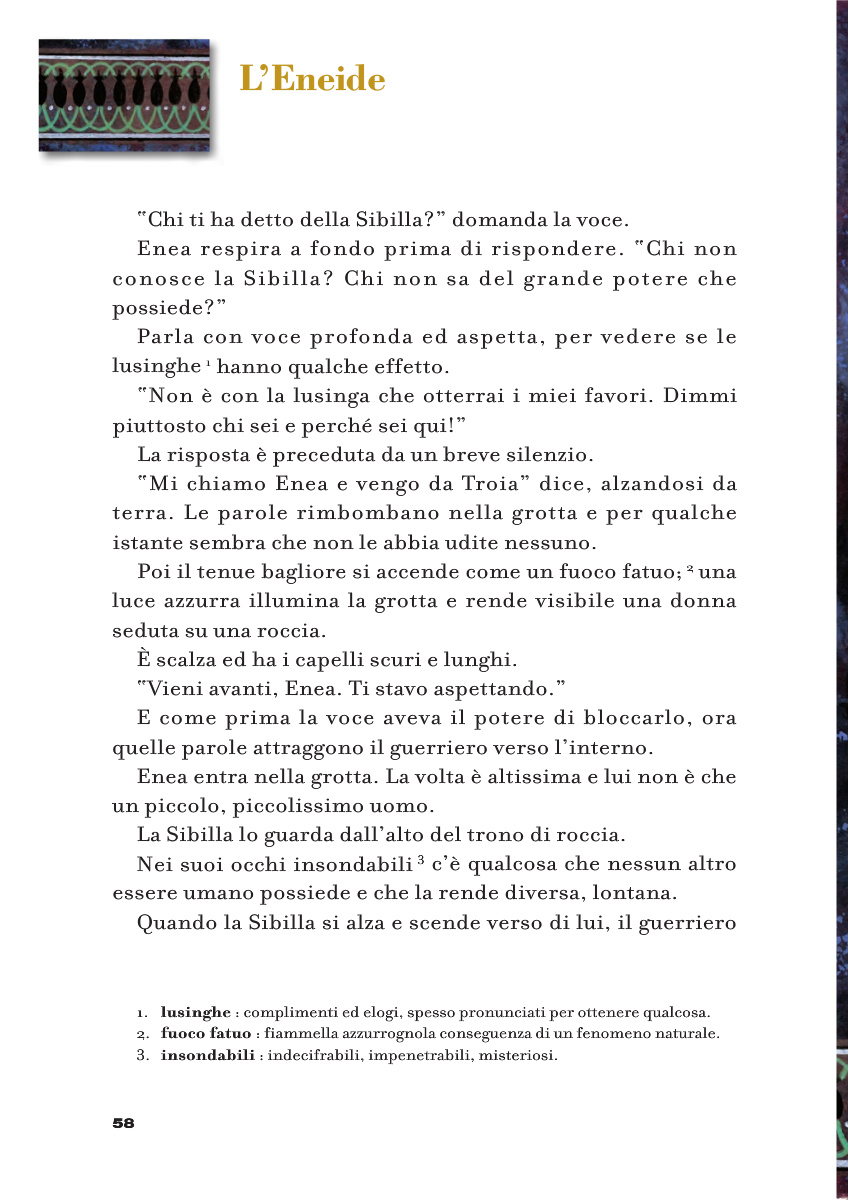 L’Eneide
“Chi ti ha detto della Sibilla?” domanda la voce.
Enea respira a fondo prima di rispondere. “Chi non
conosce la Sibilla? Chi non sa del grande potere che
possiede?”
Parla con voce profonda ed aspetta, per vedere se le
lusinghe 1 hanno qualche effetto.
“Non è con la lusinga che otterrai i miei favori. Dimmi
piuttosto chi sei e perché sei qui!”
La risposta è preceduta da un breve silenzio.
“Mi chiamo Enea e vengo da Troia” dice, alzandosi da
terra. Le parole rimbombano nella grotta e per qualche
istante sembra che non le abbia udite nessuno.
Poi il tenue bagliore si accende come un fuoco fatuo; 2 una
luce azzurra illumina la grotta e rende visibile una donna
seduta su una roccia.
È scalza ed ha i capelli scuri e lunghi.
“Vieni avanti, Enea. Ti stavo aspettando.”
E come prima la voce aveva il potere di bloccarlo, ora
quelle parole attraggono il guerriero verso l’interno.
Enea entra nella grotta. La volta è altissima e lui non è che
un piccolo, piccolissimo uomo.
La Sibilla lo guarda dall’alto del trono di roccia.
Nei suoi occhi insondabili 3 c’è qualcosa che nessun altro
essere umano possiede e che la rende diversa, lontana.
Quando la Sibilla si alza e scende verso di lui, il guerriero
1. lusinghe : complimenti ed elogi, spesso pronunciati per ottenere qualcosa.
2. fuoco fatuo : fiammella azzurrognola conseguenza di un fenomeno naturale.
3. insondabili : indecifrabili, impenetrabili, misteriosi.
58